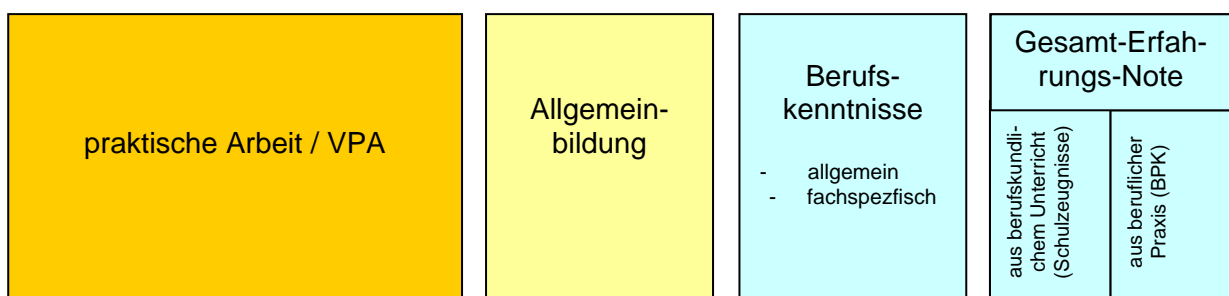 praktische Arbeit / VPA
Allgemein-
bildung
Berufs-
kenntnisse
- allgemein
- fachspezfisch
Gesamt-Erfah-
rungs-Note
aus berufskundli-
chem Unterricht
(Schulzeugnisse)
aus beruflicher
Praxis (BPK)